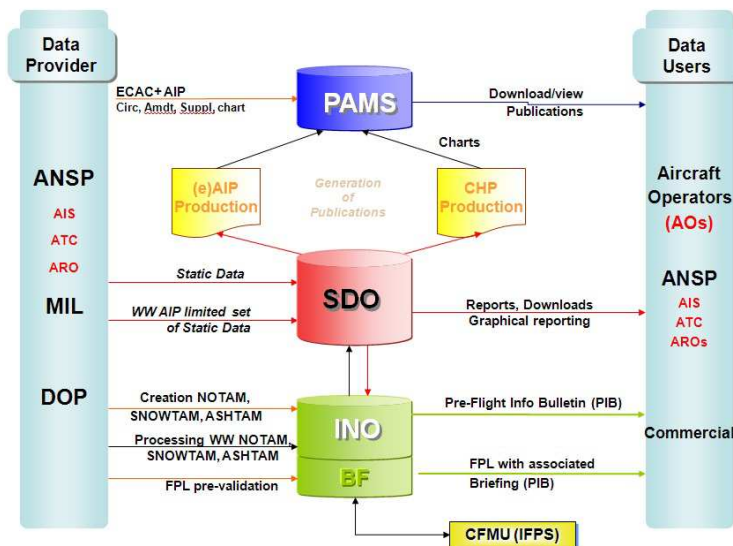 Data
Provider
ANSP
AIS
ATC
ARO
MIL
DOP
ECAC+ AIP
Circ, Amdt, Suppl, chart
PAMS
Download/view
Publications
Charts
(e)AIP
Production
Generation
of
Publications
CHP
Production
Static Data
WW AIP limited set
of Static Data
SDO
Reports, Downloads
Graphical reporting
Creation NOTAM,
SNOWTAM, ASHTAM
Processing WW NOTAM,
SNOWTAM, ASHTAM
FPL pre-validation
INO
BF
Pre-Flight Info Bulletin (PIB)
FPL with associated
Briefing (PIB)
CFMU (IFPS)
Data
Users
Aircraft
Operators
(AOs)
ANSP
AIS
ATC
AROs
Commercial